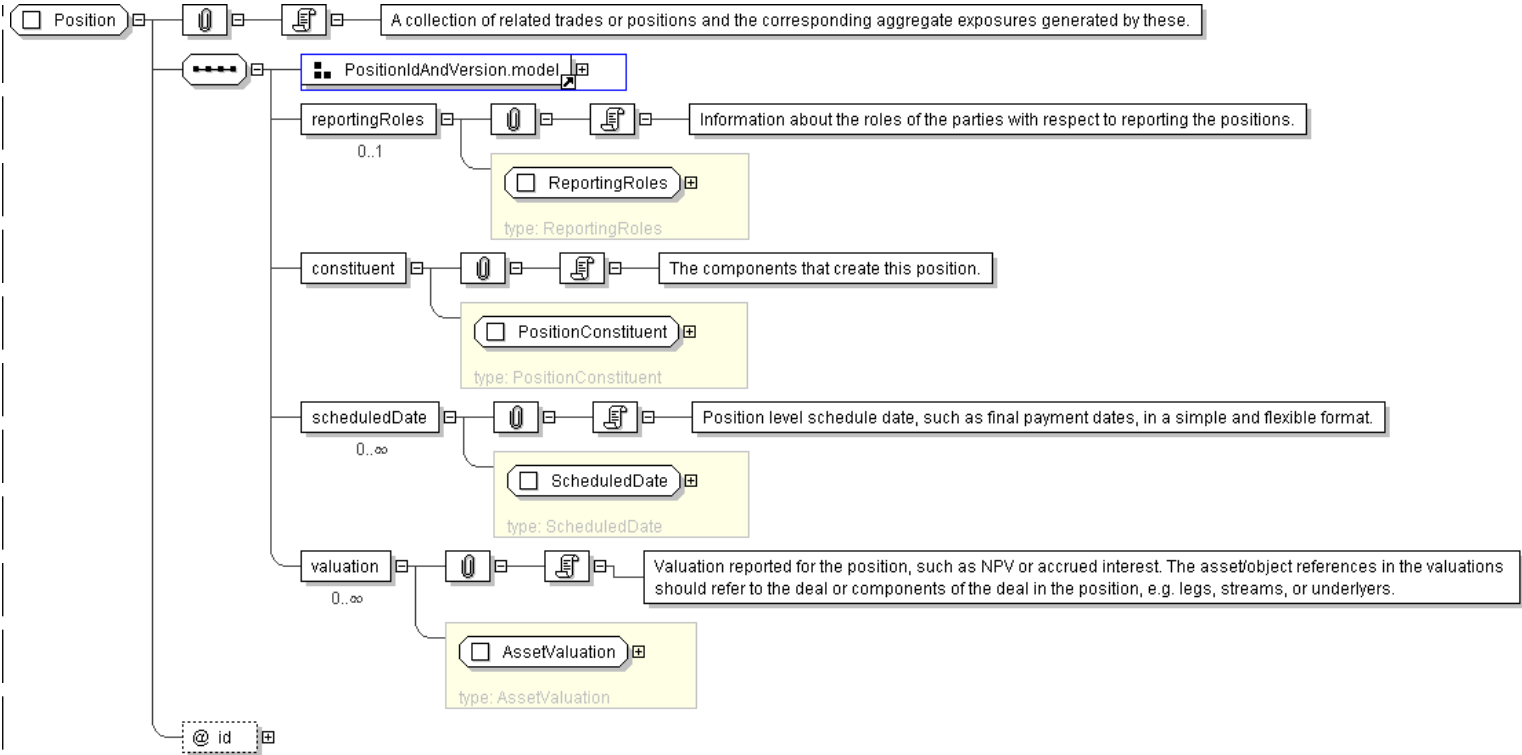 Position
A collection of related trades or positions and the corresponding aggregate exposures generated by these.
PositionIdAndVersion.model
reportingRoles
Information about the roles of the parties with respect to reporting the positions.
0..1
ReportingRoles
type: ReportingRoles
constituent
The components that create this position.
PositionConstituent
type: PositionConstituent
scheduledDate
Position level schedule date, such as final payment dates, in a simple and flexible format.
0..∞
ScheduledDate
type: ScheduledDate
valuation
Valuation reported for the position, such as NPV or accrued interest. The asset/object references in the valuations
should refer to the deal or components of the deal in the position, e.g. legs, streams, or underlyers.
0..∞
AssetValuation
type: AssetValuation
@ id